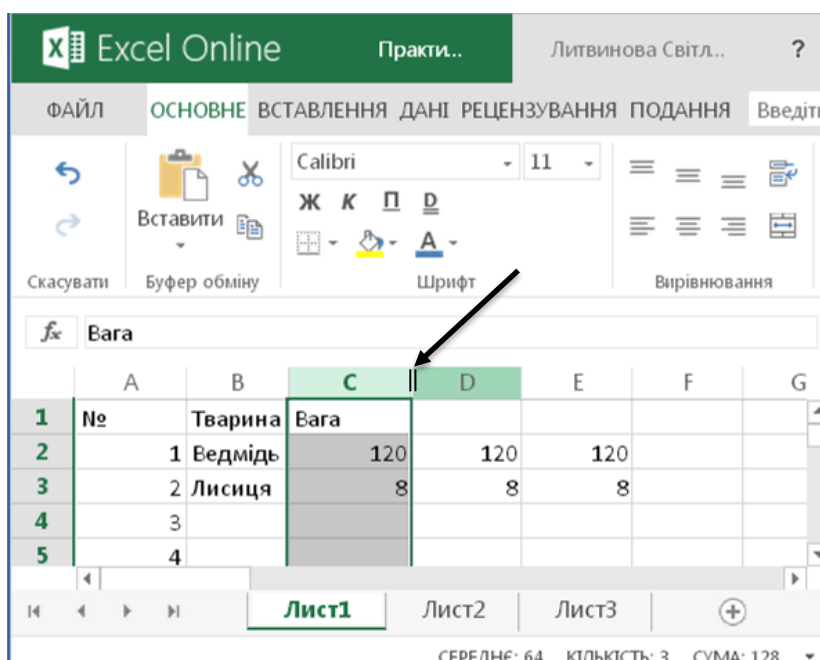 Excel Online Практи... Литвинова Світл... ?
ФАЙЛ ОСНОВНЕ ВСТАВЛЕННЯ ДАНІ РЕЦЕНЗУВАННЯ ПОДАННЯ Введіть
Calibri 11
Ж К П D
Вставити
А
Скасувати Буфер обміну Шрифт Вирівнювання
fx Вага
A B C D E F G
1 № Тварина Вага
2 1 Ведмідь 120 120 120
3 2 Лисиця 8 8 8
4 3
5 4
Лист1 Лист2 Лист3
СЕРЕДНЄ: 64 КІЛЬКІСТЬ: 3 СУМА: 128